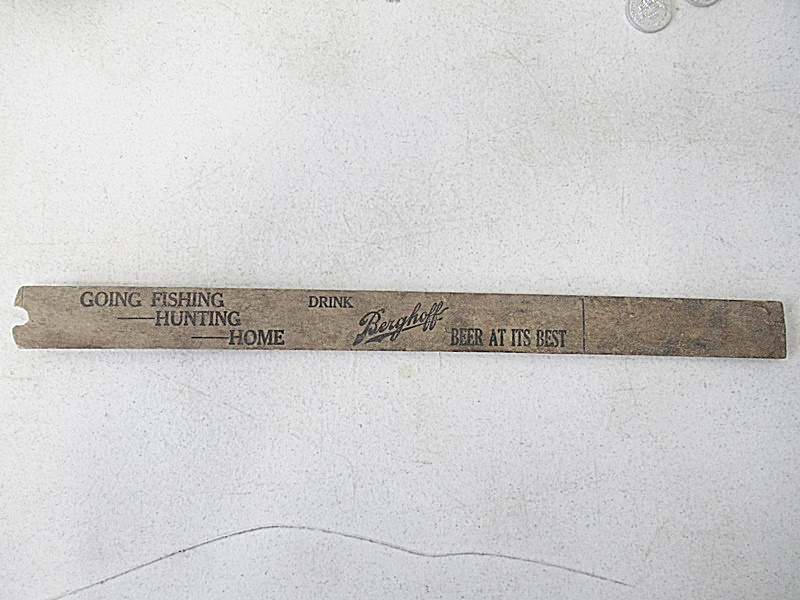 GOING FISHING
—HUNTING
—HOME
DRINK
Berghoff
BEER AT ITS BEST